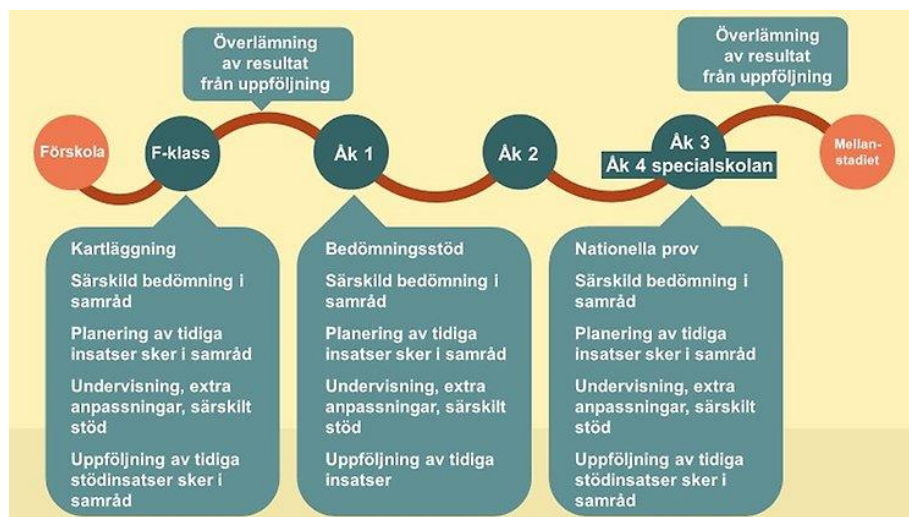 Överlämning
av resultat
från uppföljning
Överlämning
av resultat
från uppföljning
Förskola
F-klass
Åk 1
Åk 2
Åk 3
Åk 4 specialskolan
Mellan-
stadiet
Kartläggning
Särskild bedömning i
samråd
Planering av tidiga
insatser sker i samråd
Undervisning, extra
anpassningar, särskilt
stöd
Uppföljning av tidiga
stödinsatser sker i
samråd
Bedömningsstöd
Särskild bedömning i
samråd
Planering av tidiga
insatser sker i samråd
Undervisning, extra
anpassningar, särskilt
stöd
Uppföljning av tidiga
insatser
Nationella prov
Särskild bedömning i
samråd
Planering av tidiga
insatser sker i samråd
Undervisning, extra
anpassningar, särskilt
stöd
Uppföljning av tidiga
stödinsatser sker i
samråd